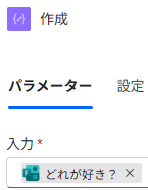 作成
パラメーター 設定
入力 *
どれが好き？ ×